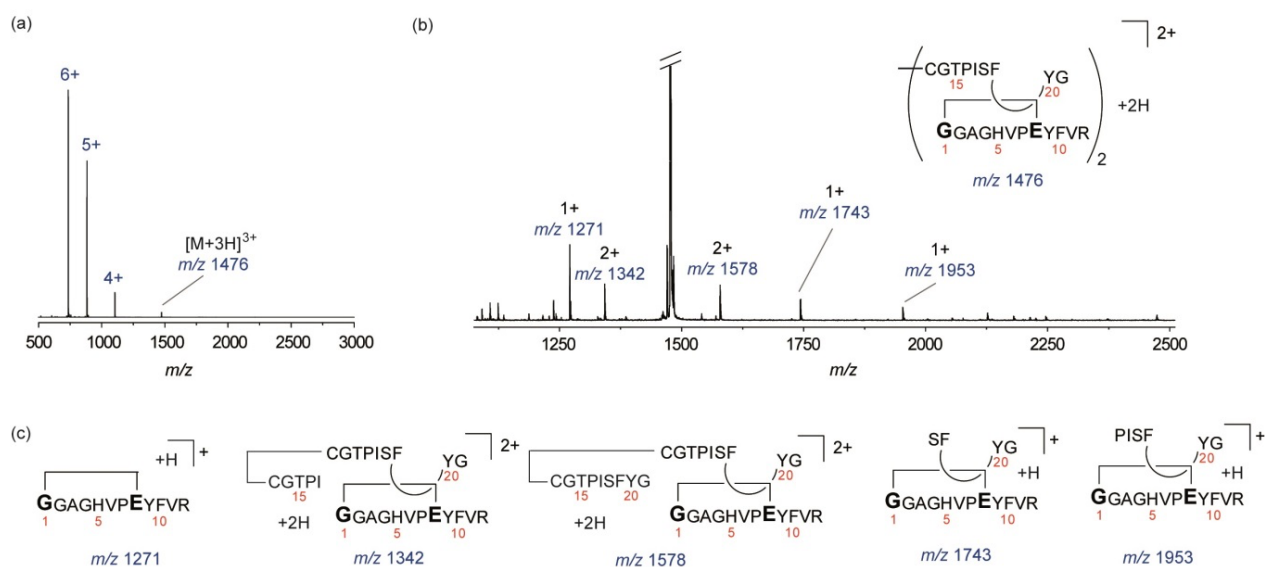 (a)
6+
5+
4+
[M+3H]3+
m/z 1476
500 1000 1500 2000 2500 3000
m/z
(b)
2+
CGTPISF
15
YG
20
+2H
GGAGHVPEYFVR
1 5 10
2
m/z 1476
1+
m/z 1271
2+
m/z 1342
2+
m/z 1578
1+
m/z 1743
1+
m/z 1953
1250 1500 1750 2000 2250 2500
m/z
(c)
+H
+
GGAGHVPEYFVR
1 5 10
m/z 1271
2+
CGTPISF
CGTPI
15
YG
20
+2H
GGAGHVPEYFVR
1 5 10
m/z 1342
2+
CGTPISF
CGTPISFYG
15 20
YG
20
+2H
GGAGHVPEYFVR
1 5 10
m/z 1578
+
SF
YG
20
+H
GGAGHVPEYFVR
1 5 10
m/z 1743
+
PISF
YG
20
+H
GGAGHVPEYFVR
1 5 10
m/z 1953